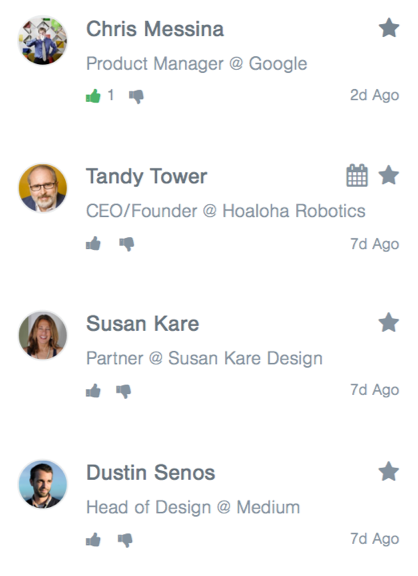 Chris Messina
Product Manager @ Google
1
2d Ago
Tandy Tower
CEO/Founder @ Hoaloha Robotics
7d Ago
Susan Kare
Partner @ Susan Kare Design
7d Ago
Dustin Senos
Head of Design @ Medium
7d Ago